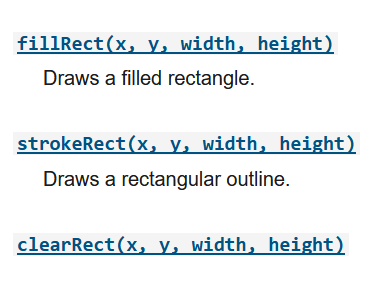 fillRect(x, y, width, height)
Draws a filled rectangle.
strokeRect(x, y, width, height)
Draws a rectangular outline.
clearRect(x, y, width, height)